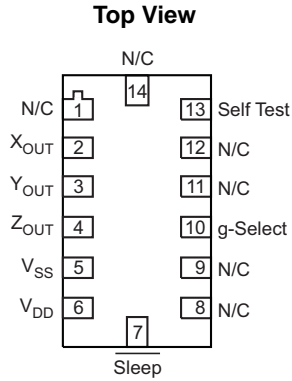 Top View
N/C
14
N/C 1 13 Self Test
XOUT 2 12 N/C
YOUT 3 11 N/C
ZOUT 4 10 g-Select
VSS 5 9 N/C
VDD 6 8 N/C
7
Sleep